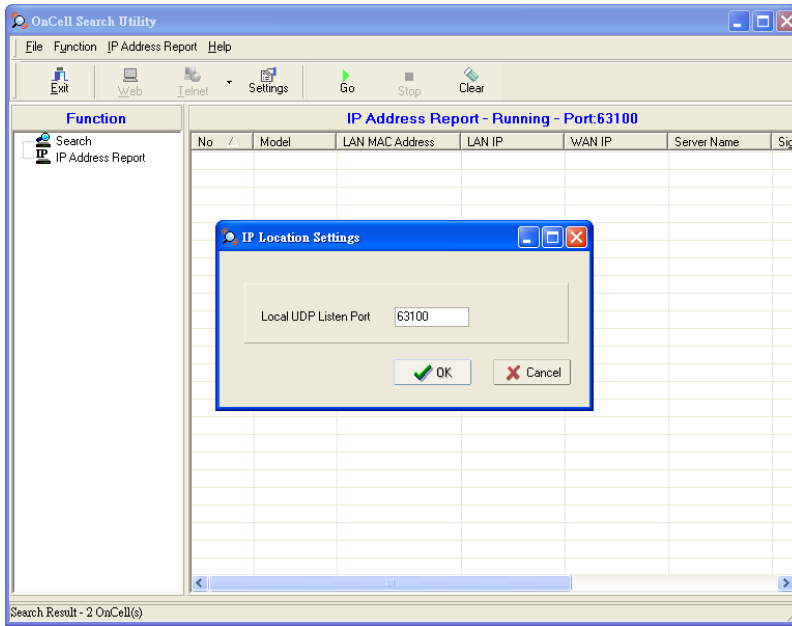 OnCell Search Utility
File Function IP Address Report Help
Exit Web Telnet Settings Go Stop Clear
Function
IP Address Report - Running - Port:63100
Search
IP IP Address Report
No Model LAN MAC Address LAN IP WAN IP Server Name Sig
IP Location Settings
Local UDP Listen Port 63100
OK Cancel
Search Result - 2 OnCell(s)